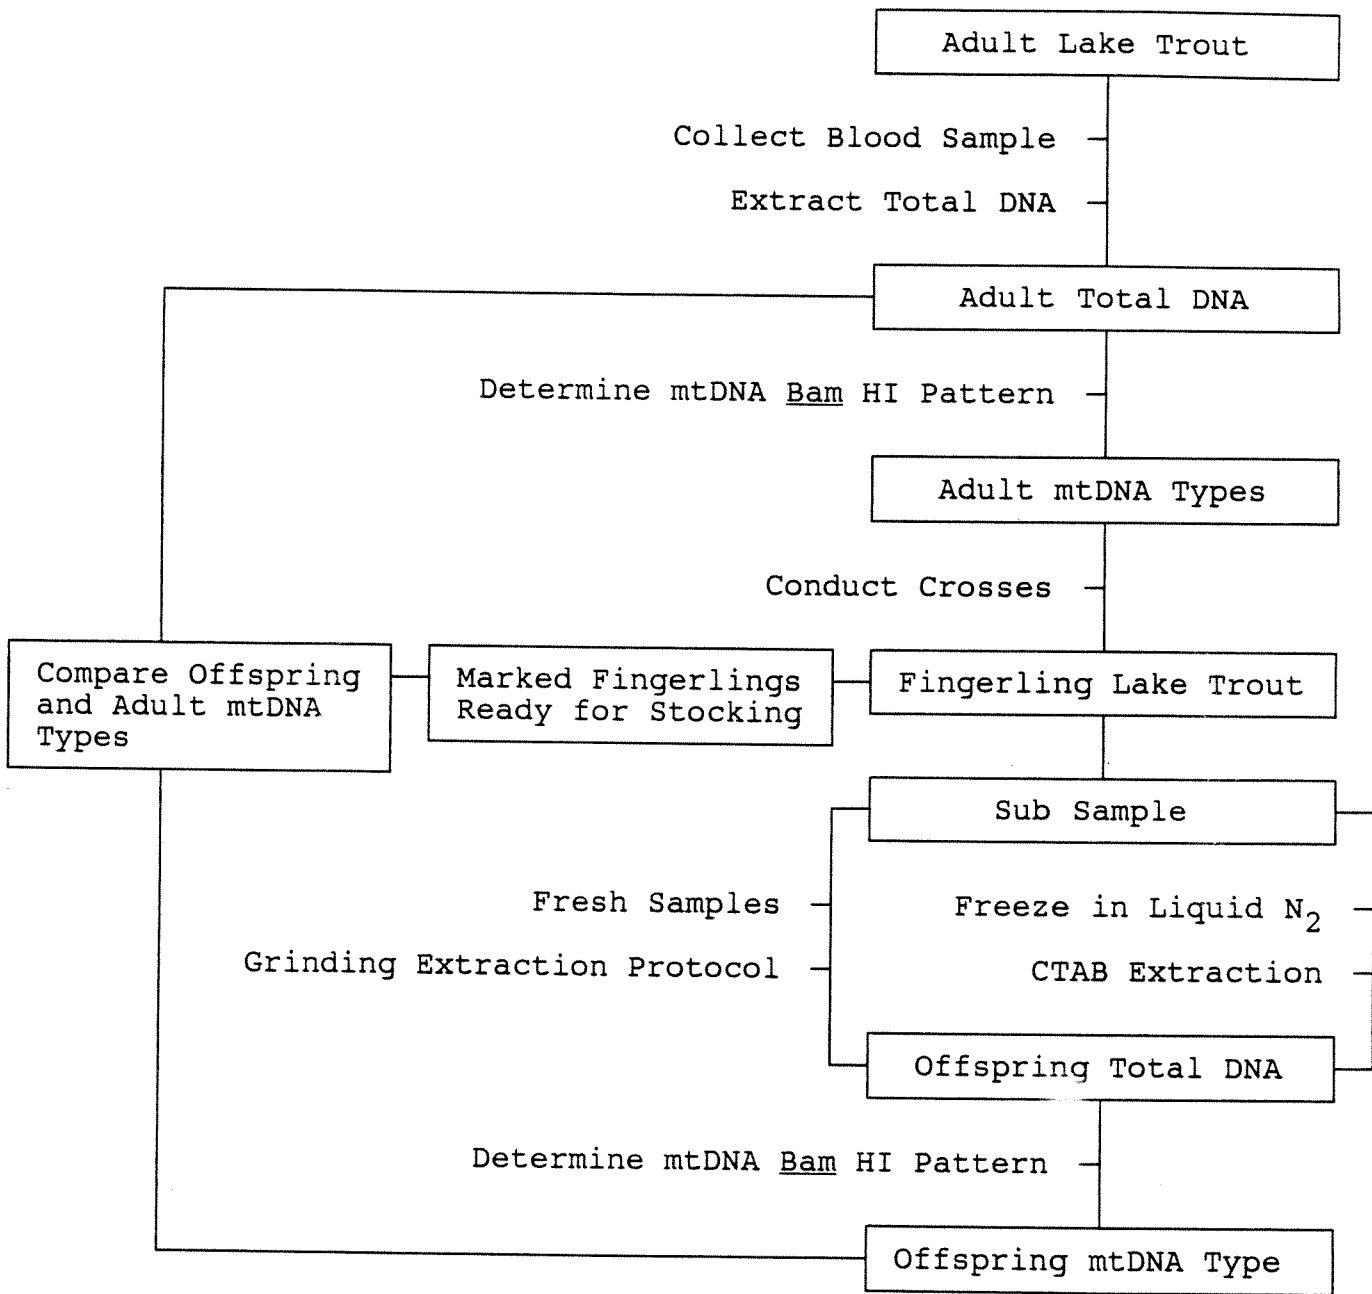 Adult Lake Trout
Collect Blood Sample
Extract Total DNA
Adult Total DNA
Determine mtDNA Bam HI Pattern
Adult mtDNA Types
Conduct Crosses
Compare Offspring
and Adult mtDNA
Types
Marked Fingerlings
Ready for Stocking
Fingerling Lake Trout
Sub Sample
Fresh Samples
Grinding Extraction Protocol
Freeze in Liquid N₂
CTAB Extraction
Offspring Total DNA
Determine mtDNA Bam HI Pattern
Offspring mtDNA Type